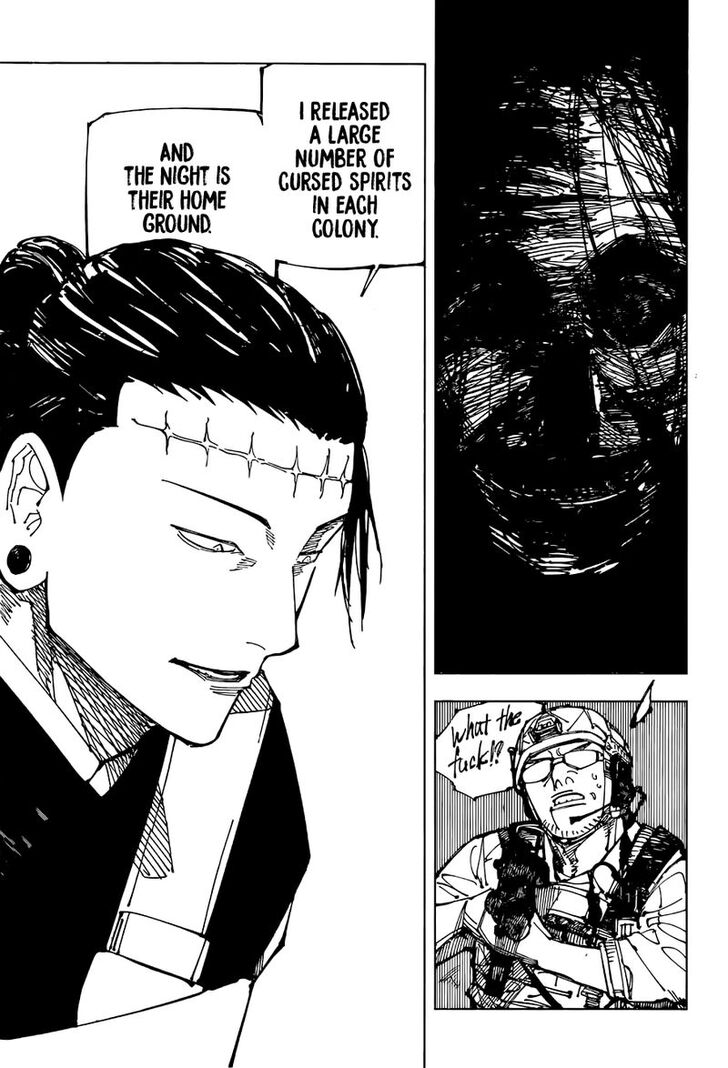 What the
fuck!?
I RELEASED
A LARGE
NUMBER OF
CURSED SPIRITS
IN EACH
COLONY.
AND
THE NIGHT IS
THEIR HOME
GROUND.